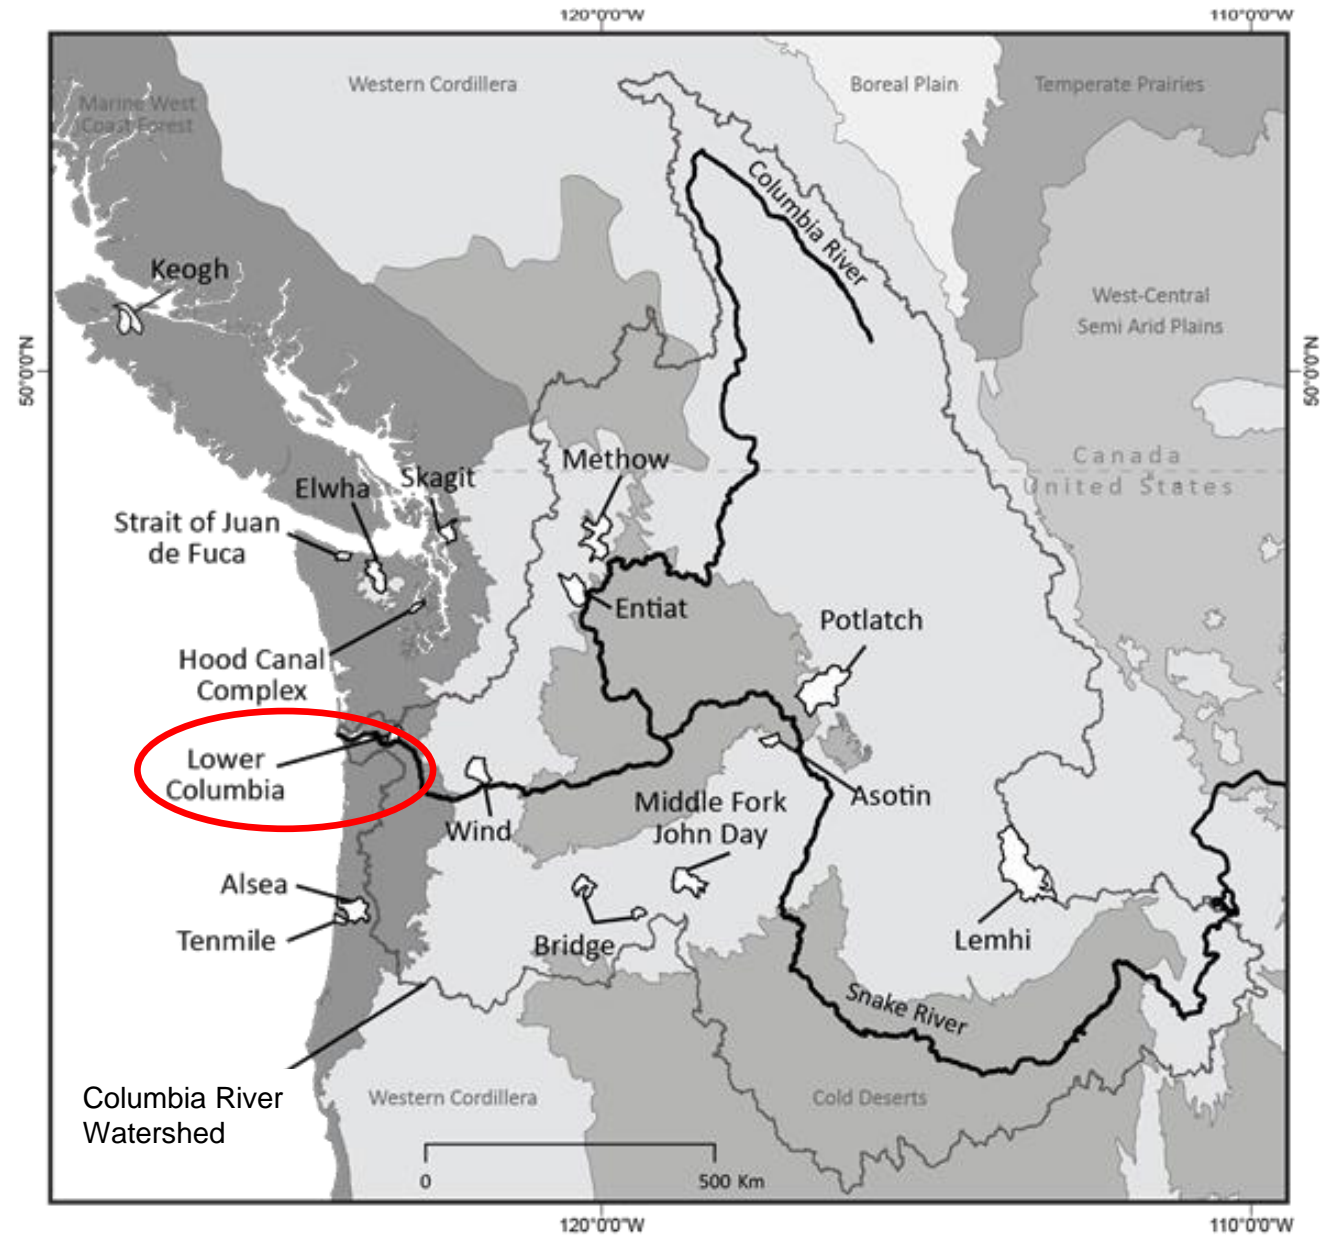 120°0'0"W
110°0'0"W
Western Cordillera
Boreal Plain
Temperate Prairies
Marine West
Coast Forest
Columbia River
Keogh
West-Central
Semi Arid Plains
50°0'0"N
50°0'0"N
Canada
United States
Methow
Skagit
Elwha
Strait of Juan
de Fuca
Entiat
Potlatch
Hood Canal
Complex
Lower
Columbia
Asotin
Middle Fork
John Day
Wind
Alsea
Tenmile
Bridge
Lemhi
Snake River
Columbia River
Watershed
Western Cordillera
Cold Deserts
0
500 Km
120°0'0"W
110°0'0"W